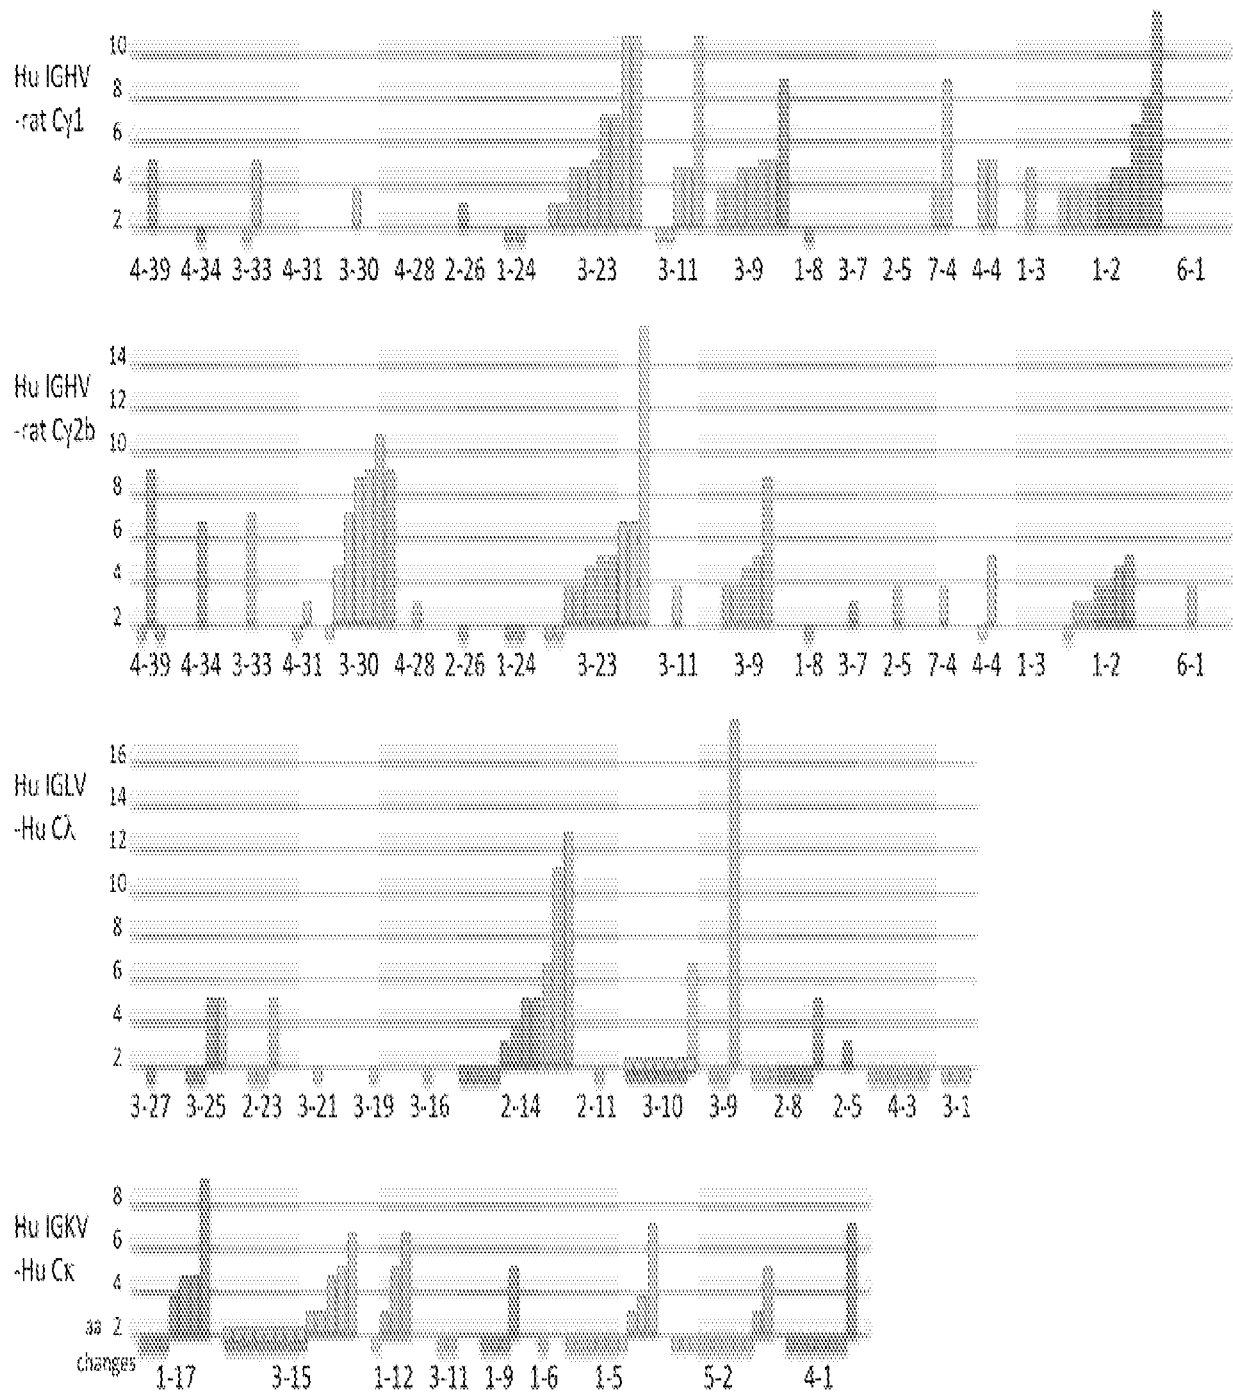 10
8
6
4
2
Hu IGHV
-rat Cγ1
4-39 4-34 3-33 4-31 3-30 4-28 2-26 1-24 3-23 3-11 3-9 1-8 3-7 2-5 7-4 4-4 1-3 1-2 6-1
14
12
10
8
6
4
2
Hu IGHV
-rat Cγ2b
4-39 4-34 3-33 4-31 3-30 4-28 2-26 1-24 3-23 3-11 3-9 1-8 3-7 2-5 7-4 4-4 1-3 1-2 6-1
16
14
12
10
8
6
4
2
Hu IGLV
-Hu Cλ
3-27 3-25 2-23 3-21 3-19 3-16 2-14 2-11 3-10 3-9 2-8 2-5 4-3 3-1
8
6
4
2
Hu IGKV
-Hu Cκ
aa
changes
1-17 3-15 1-12 3-11 1-9 1-6 1-5 5-2 4-1